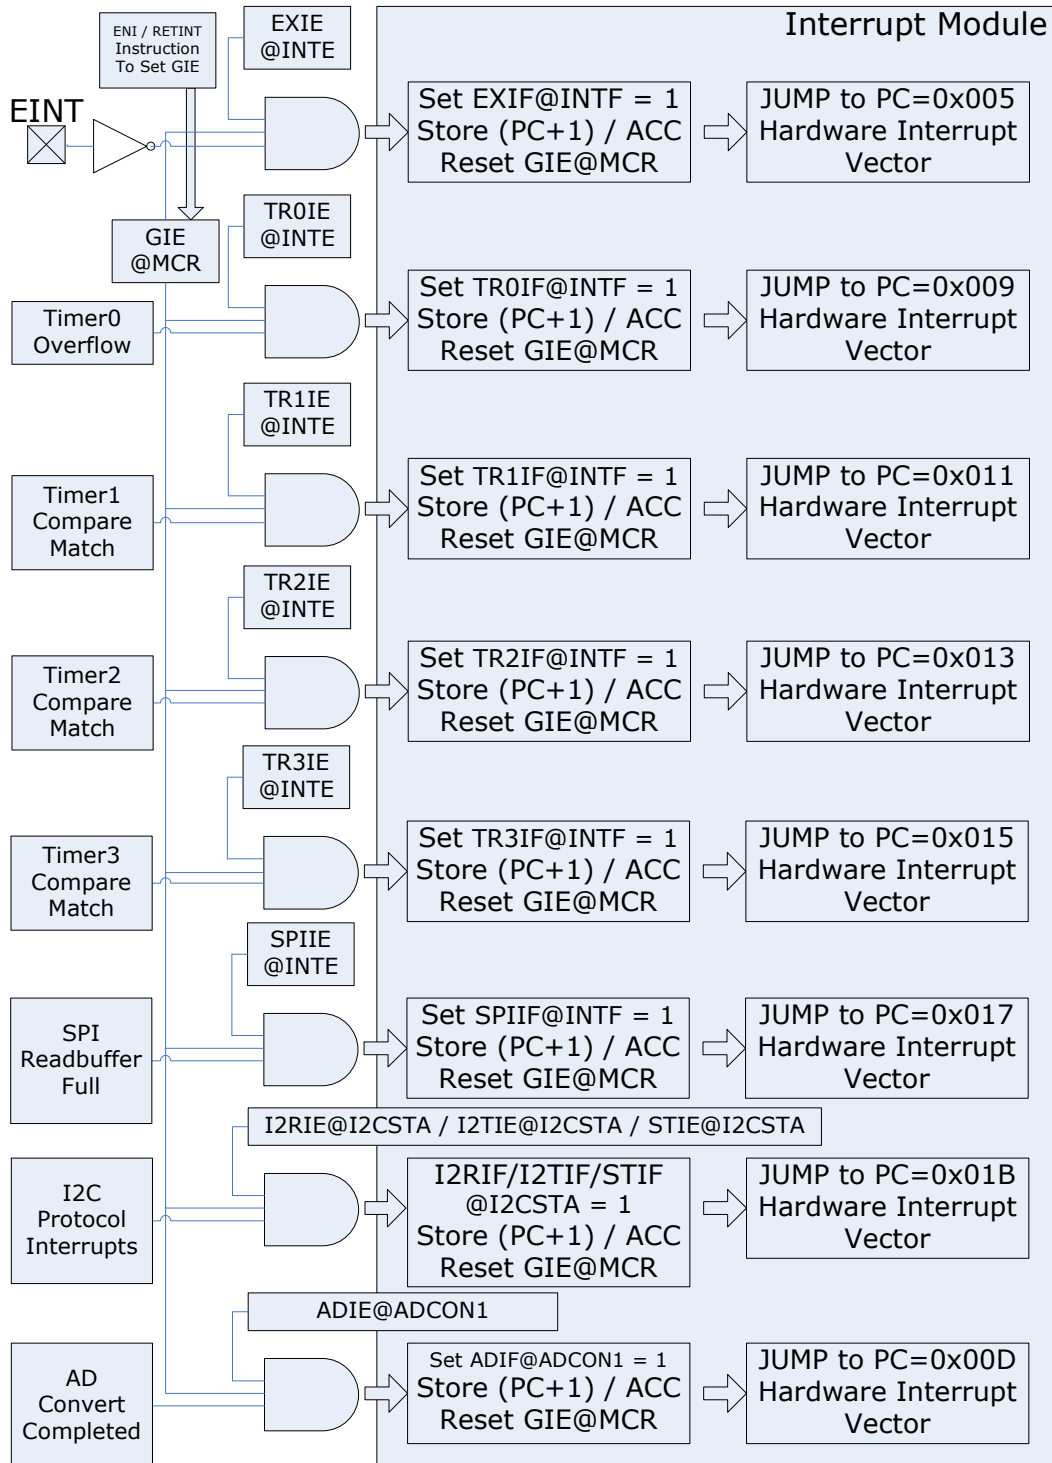 Interrupt Module
ENI / RETINT
Instruction
To Set GIE
EXIE
@INTE
EINT
Set EXIF@INTF = 1
Store (PC+1) / ACC
Reset GIE@MCR
JUMP to PC=0x005
Hardware Interrupt
Vector
GIE
@MCR
TR0IE
@INTE
Timer0
Overflow
Set TR0IF@INTF = 1
Store (PC+1) / ACC
Reset GIE@MCR
JUMP to PC=0x009
Hardware Interrupt
Vector
TR1IE
@INTE
Timer1
Compare
Match
Set TR1IF@INTF = 1
Store (PC+1) / ACC
Reset GIE@MCR
JUMP to PC=0x011
Hardware Interrupt
Vector
TR2IE
@INTE
Timer2
Compare
Match
Set TR2IF@INTF = 1
Store (PC+1) / ACC
Reset GIE@MCR
JUMP to PC=0x013
Hardware Interrupt
Vector
TR3IE
@INTE
Timer3
Compare
Match
Set TR3IF@INTF = 1
Store (PC+1) / ACC
Reset GIE@MCR
JUMP to PC=0x015
Hardware Interrupt
Vector
SPIIE
@INTE
SPI
Readbuffer
Full
Set SPIIF@INTF = 1
Store (PC+1) / ACC
Reset GIE@MCR
JUMP to PC=0x017
Hardware Interrupt
Vector
I2RIE@I2CSTA / I2TIE@I2CSTA / STIE@I2CSTA
I2C
Protocol
Interrupts
I2RIF/I2TIF/STIF
@I2CSTA = 1
Store (PC+1) / ACC
Reset GIE@MCR
JUMP to PC=0x01B
Hardware Interrupt
Vector
ADIE@ADCON1
AD
Convert
Completed
Set ADIF@ADCON1 = 1
Store (PC+1) / ACC
Reset GIE@MCR
JUMP to PC=0x00D
Hardware Interrupt
Vector